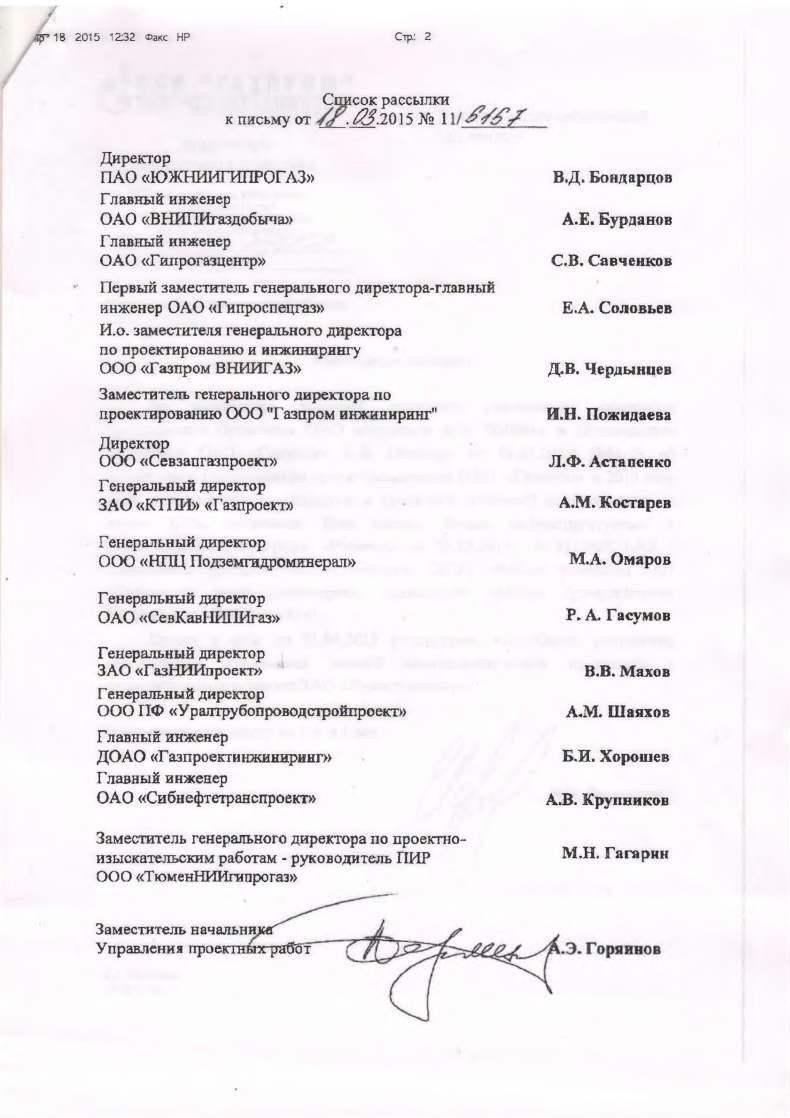 18 2015 12:32 Факс HP Стр: 2
Список рассылки
к письму от 18.03.2015 № 11/6167
Директор
ПАО «ЮЖНИИГИПРОГАЗ» В.Д. Бондарцов
Главный инженер
ОАО «ВНИПИгаздобыча» А.Е. Бурданов
Главный инженер
ОАО «Гипрогазцентр» С.В. Савченков
Первый заместитель генерального директора-главный
инженер ОАО «Гипроспецгаз» Е.А. Соловьев
И.о. заместителя генерального директора
по проектированию и инжинирингу
ООО «Газпром ВНИИГАЗ» Д.В. Чердынцев
Заместитель генерального директора по
проектированию ООО "Газпром инжиниринг" И.Н. Пожидаева
Директор
ООО «Севзапгазпроект» Л.Ф. Астапенко
Генеральный директор
ЗАО «КТПИ» «Газпроект» А.М. Костарев
Генеральный директор
ООО «НПЦ Подземгидроминерал» М.А. Омаров
Генеральный директор
ОАО «СевКавНИПИгаз» Р. А. Гасумов
Генеральный директор
ЗАО «ГазНИИпроект» В.В. Махов
Генеральный директор
ООО ПФ «Уралтрубопроводстройпроект» А.М. Шаяхов
Главный инженер
ДОАО «Газпроектинжиниринг» Б.И. Хорошев
Главный инженер
ОАО «Сибнефтетранспроект» А.В. Крупников
Заместитель генерального директора по проектно-
изыскательским работам - руководитель ПИР М.Н. Гагарин
ООО «ТюменНИИгипрогаз»
Заместитель начальника
Управления проектных работ А.Э. Горяинов